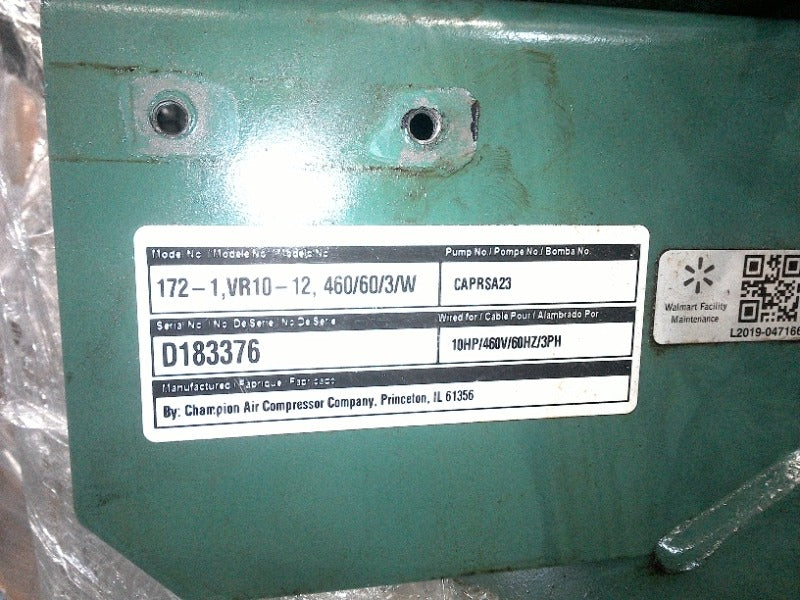 Model No. / Modele No. / Modelo No.
172-1,VR10-12, 460/60/3/W
Pump No./ Pompe No./ Bomba No.
CAPRSA23
Serial No. / No. De Serie, No De Serie
D183376
Wired for / Cable Pour / Alambrado Por
10HP/460V/60HZ/3PH
Manufactured / Fabrique / Fabricado
By: Champion Air Compressor Company, Princeton, IL 61356
Walmart Facility
Maintenance
L2019-047166